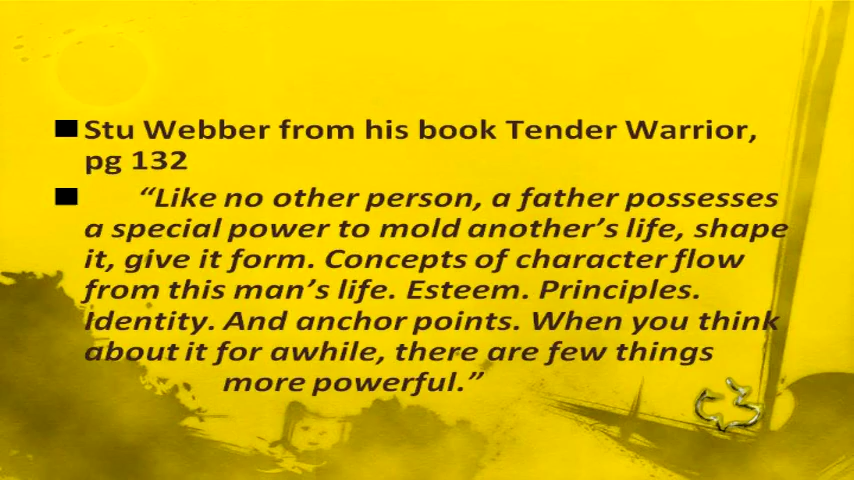 Stu Webber from his book Tender Warrior,
pg 132
“Like no other person, a father possesses
a special power to mold another’s life, shape
it, give it form. Concepts of character flow
from this man’s life. Esteem. Principles.
Identity. And anchor points. When you think
about it for awhile, there are few things
more powerful.”